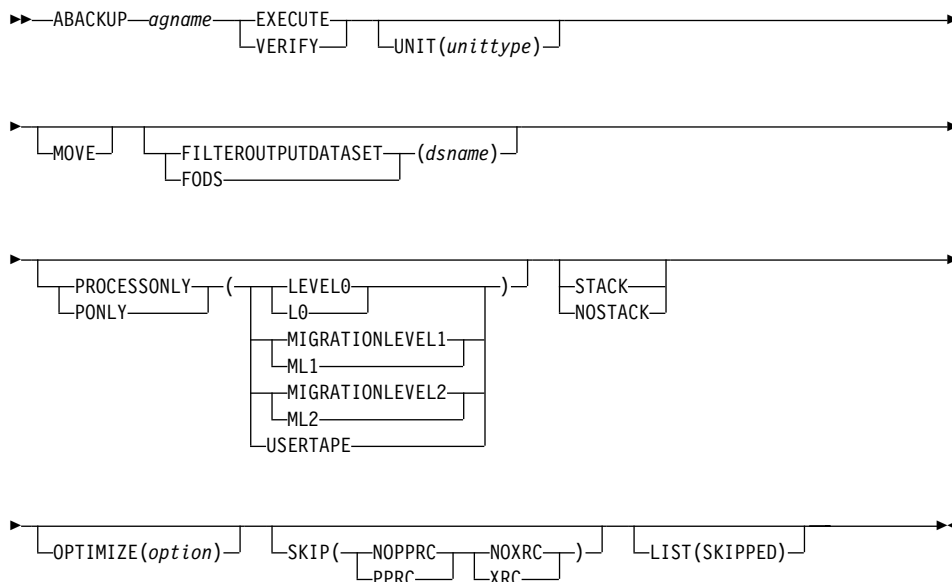 ABACKUP agname EXECUTE
VERIFY UNIT(unittype)
MOVE FILTEROUTPUTDATASET (dsname)
FODS
PROCESSONLY ( LEVEL0 ) STACK
PONLY L0 NOSTACK
MIGRATIONLEVEL1
ML1
MIGRATIONLEVEL2
ML2
USERTAPE
OPTIMIZE(option) SKIP( NOPPRC NOXRC ) LIST(SKIPPED)
PPRC XRC